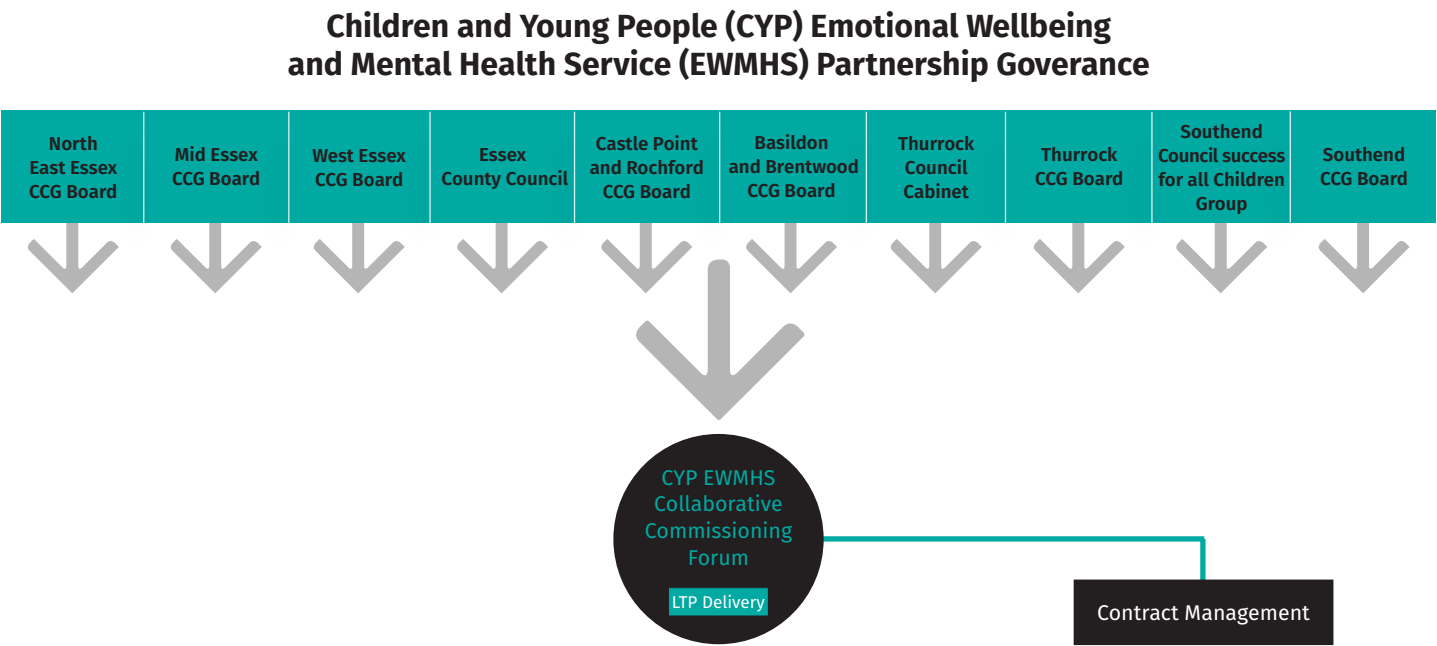 Children and Young People (CYP) Emotional Wellbeing
and Mental Health Service (EWMHS) Partnership Goverance
North
East Essex
CCG Board
Mid Essex
CCG Board
West Essex
CCG Board
Essex
County Council
Castle Point
and Rochford
CCG Board
Basildon
and Brentwood
CCG Board
Thurrock
Council
Cabinet
Thurrock
CCG Board
Southend
Council success
for all Children
Group
Southend
CCG Board
CYP EWMHS
Collaborative
Commissioning
Forum
LTP Delivery
Contract Management